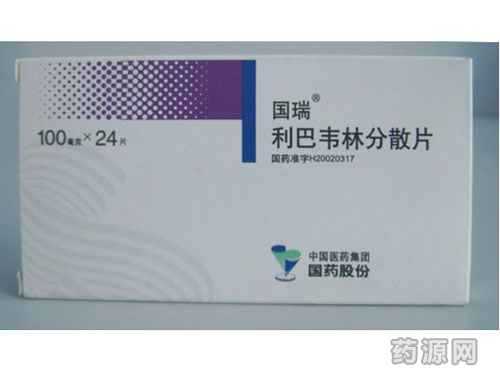 国瑞®
利巴韦林分散片
国药准字H20020317
100毫克×24片
中国医药集团
国药股份
药源网